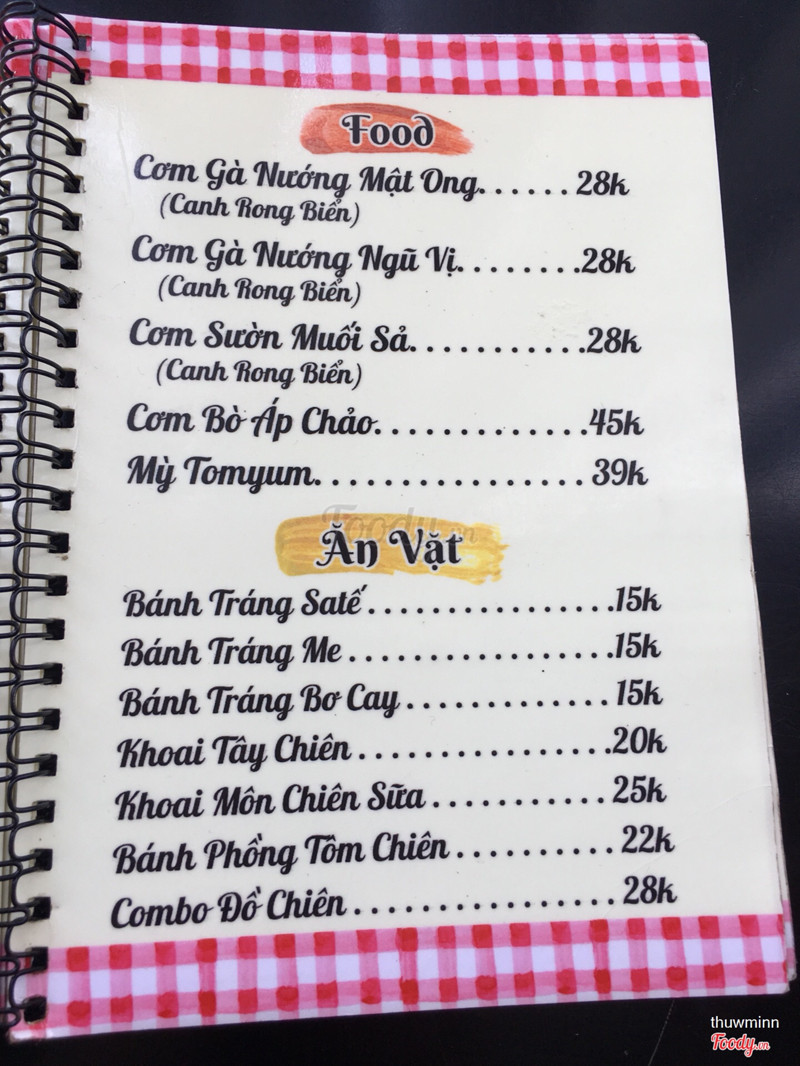 Food
Cơm Gà Nướng Mật Ong......28k
(Canh Rong Biển)
Cơm Gà Nướng Ngũ Vị........28k
(Canh Rong Biển)
Cơm Sườn Muối Sả............28k
(Canh Rong Biển)
Cơm Bò Áp Chảo.............45k
Mỳ Tomyum................39k
Foody.vn
Ăn Vặt
Bánh Tráng Satế................15k
Bánh Tráng Me.................15k
Bánh Tráng Bơ Cay............15k
Khoai Tây Chiên................20k
Khoai Môn Chiên Sữa...........25k
Bánh Phồng Tôm Chiên..........22k
Combo Đồ Chiên................28k
thuwminn
Foody.vn